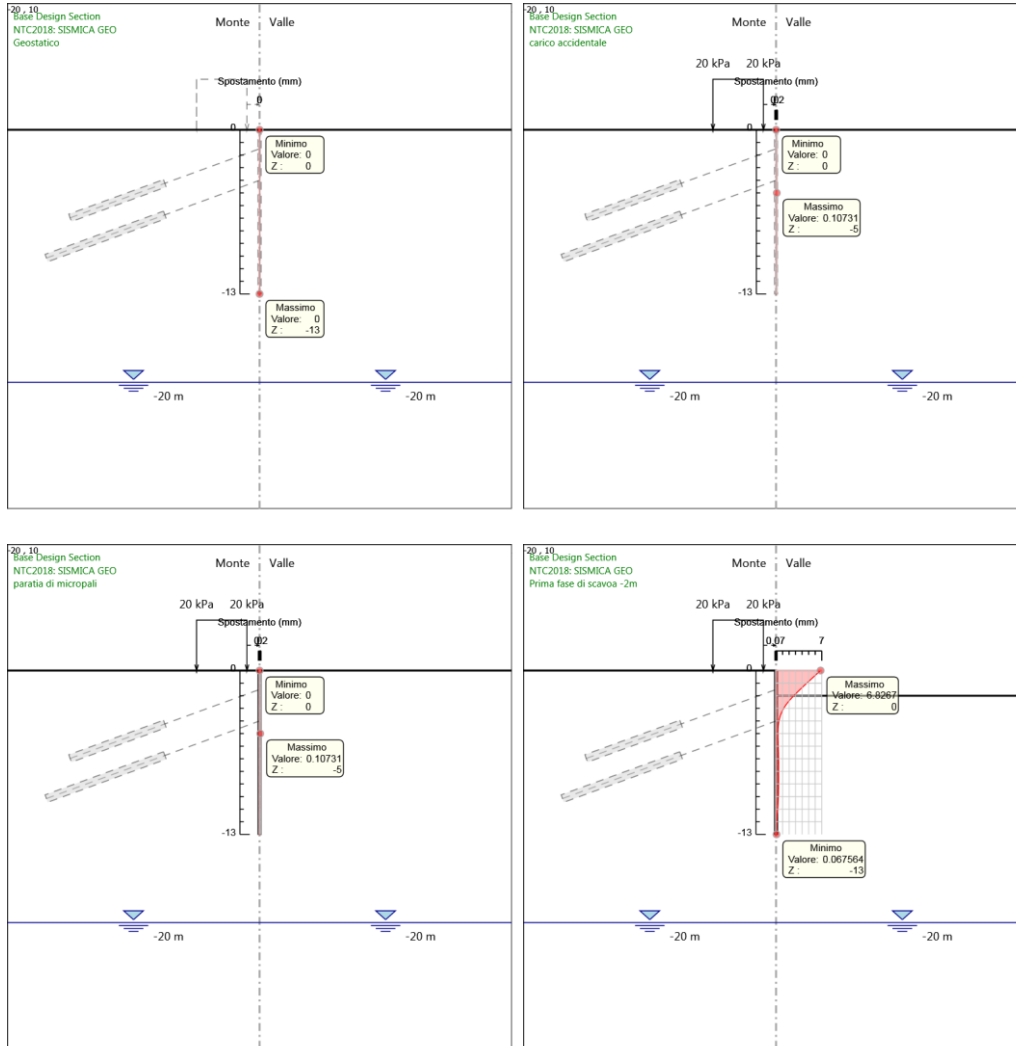 -20 , 10
Base Design Section
NTC2018: SISMICA GEO
Geostatico
Monte Valle
Spostamento (mm)
0
0
Minimo
Valore: 0
Z : 0
-13
Massimo
Valore: 0
Z : -13
-20 m
-20 m
-20 , 10
Base Design Section
NTC2018: SISMICA GEO
carico accidentale
Monte Valle
20 kPa 20 kPa
Spostamento (mm)
0
Minimo
Valore: 0
Z : 0
Massimo
Valore: 0.10731
Z : -5
-13
-20 m
-20 m
-20 , 10
Base Design Section
NTC2018: SISMICA GEO
paratia di micropali
Monte Valle
20 kPa 20 kPa
Spostamento (mm)
0
Minimo
Valore: 0
Z : 0
Massimo
Valore: 0.10731
Z : -5
-13
-20 m
-20 m
-20 , 10
Base Design Section
NTC2018: SISMICA GEO
Prima fase di scavoa -2m
Monte Valle
20 kPa 20 kPa
Spostamento (mm)
0.07 7
0
Massimo
Valore: 6.8267
Z : 0
-13
Minimo
Valore: 0.067564
Z : -13
-20 m
-20 m